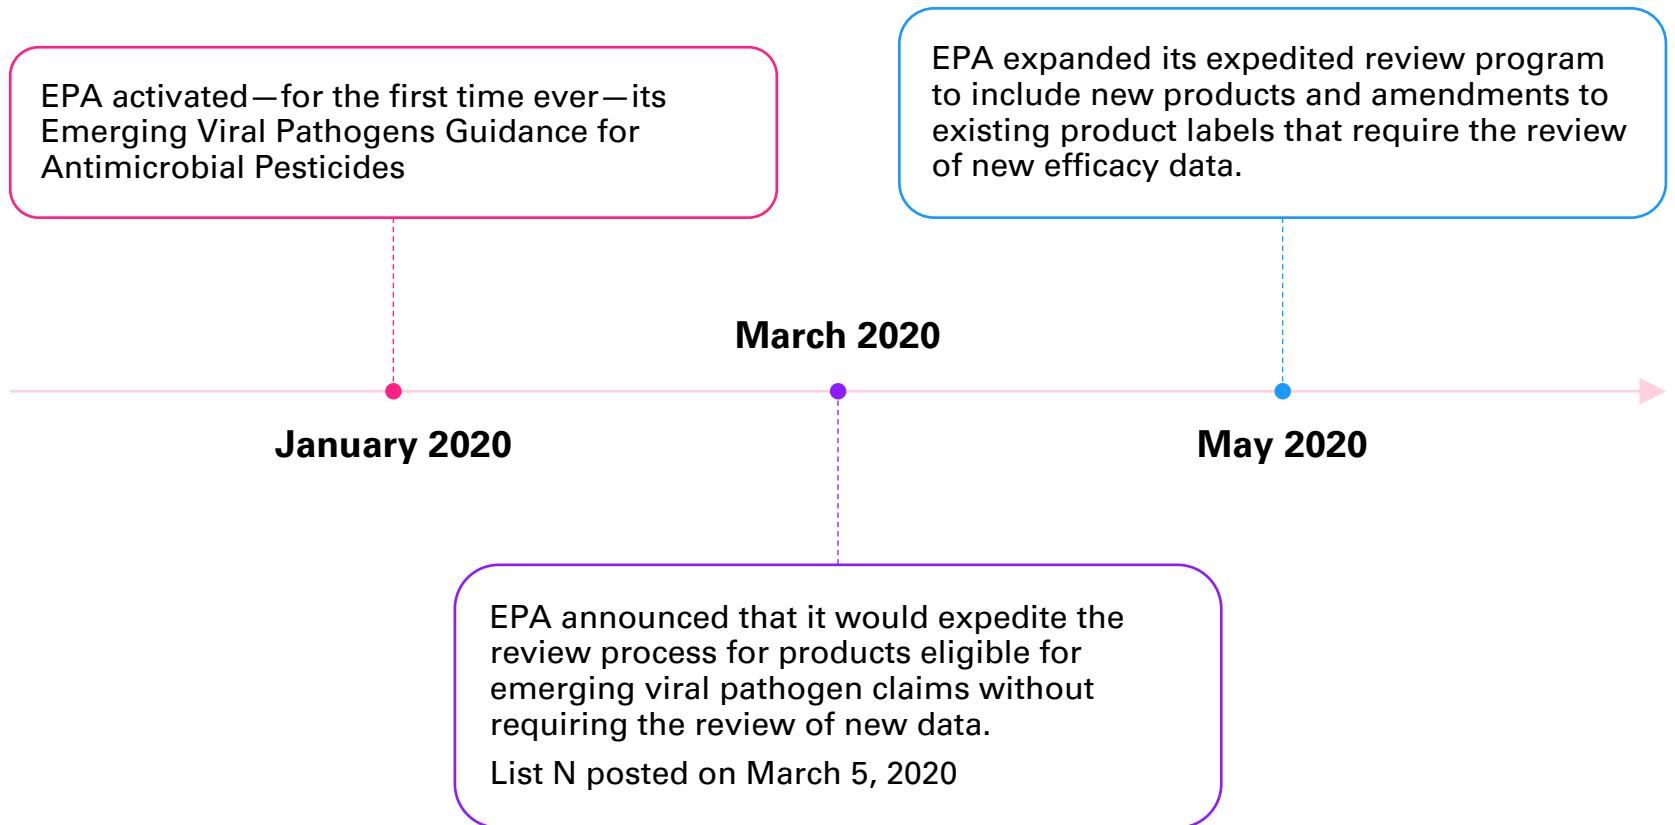 EPA activated—for the first time ever—its
Emerging Viral Pathogens Guidance for
Antimicrobial Pesticides
EPA expanded its expedited review program
to include new products and amendments to
existing product labels that require the review
of new efficacy data.
March 2020
January 2020
May 2020
EPA announced that it would expedite the
review process for products eligible for
emerging viral pathogen claims without
requiring the review of new data.
List N posted on March 5, 2020